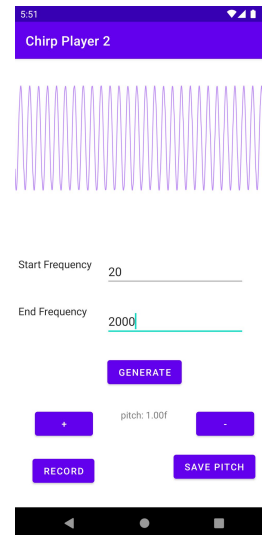 5:51
Chirp Player 2
Start Frequency 20
End Frequency 2000
GENERATE
+ pitch: 1.00f -
RECORD SAVE PITCH